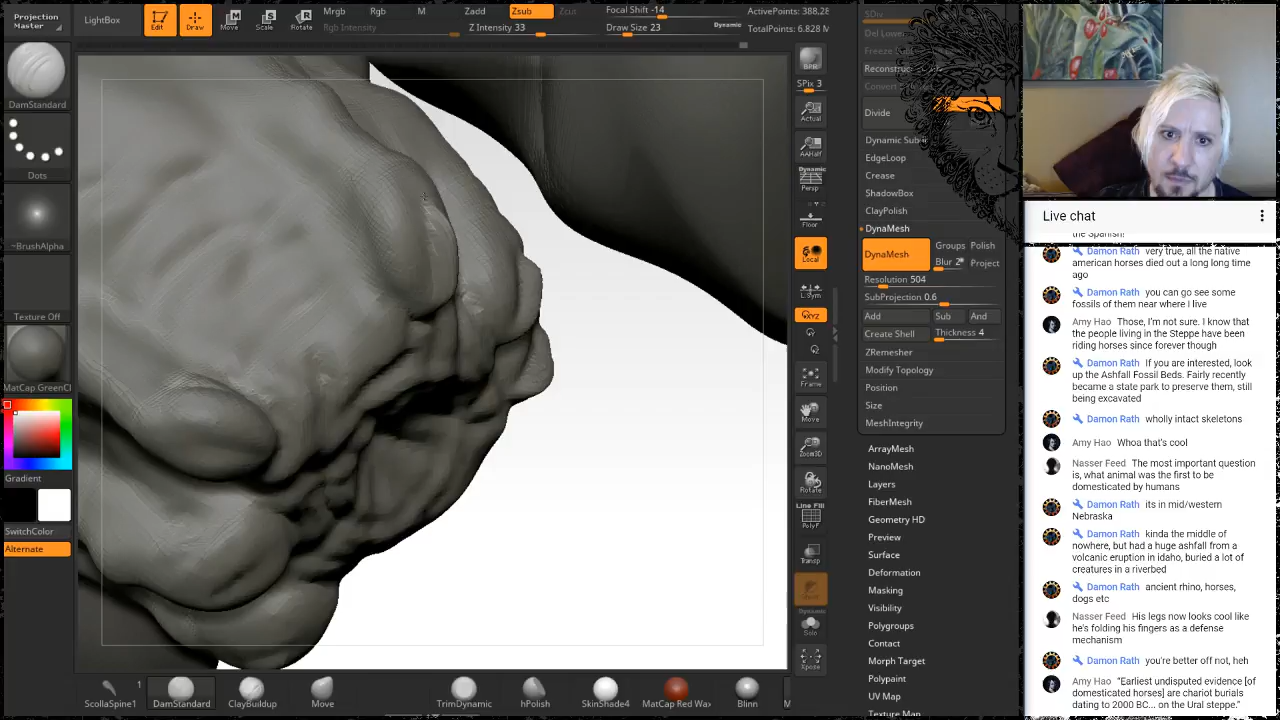 Projection
Master
LightBox
Edit
Draw
Move
Scale
Rotate
Mrgb
Rgb
M
Rgb Intensity
Zadd
Zsub
Zcut
Z Intensity 33
Focal Shift -14
Draw Size 23
Dynamic
ActivePoints: 388,28
TotalPoints: 6.828 M
DamStandard
Dots
~BrushAlpha
Texture Off
MatCap GreenCl
Gradient
SwitchColor
Alternate
BPR
SPix 3
Actual
AAHalf
Dynamic
Persp
Floor
Local
L.Sym
XYZ
Frame
Move
Zoom3D
Rotate
Line Fill
PolyF
Transp
Dynamic
Solo
Xpose
SDiv
Del Lower
Reconstruct
Divide
Dynamic Sub
EdgeLoop
Crease
ShadowBox
ClayPolish
DynaMesh
DynaMesh
Groups
Polish
Blur 2
Project
Resolution 504
SubProjection 0.6
Add
Sub
And
Create Shell
Thickness 4
ZRemesher
Modify Topology
Position
Size
MeshIntegrity
ArrayMesh
NanoMesh
Layers
FiberMesh
Geometry HD
Preview
Surface
Deformation
Masking
Visibility
Polygroups
Contact
Morph Target
Polypaint
UV Map
Texture Map
1
ScollaSpine1
DamStandard
ClayBuildup
Move
TrimDynamic
hPolish
SkinShade4
MatCap Red Wax
Blinn
M
Live chat
the Spanish!
Damon Rath very true, all the native
american horses died out a long long time
ago
Damon Rath you can go see some
fossils of them near where I live
Amy Hao Those, I'm not sure. I know that
the people living in the Steppe have been
riding horses since forever though
Damon Rath If you are interested, look
up the Ashfall Fossil Beds. Fairly recently
became a state park to preserve them, still
being excavated
Damon Rath wholly intact skeletons
Amy Hao Whoa that's cool
Nasser Feed The most important question
is, what animal was the first to be
domesticated by humans
Damon Rath its in mid/western
Nebraska
Damon Rath kinda the middle of
nowhere, but had a huge ashfall from a
volcanic eruption in idaho, buried a lot of
creatures in a riverbed
Damon Rath ancient rhino, horses,
dogs etc
Nasser Feed His legs now looks cool like
he's folding his fingers as a defense
mechanism
Damon Rath you're better off not, heh
Amy Hao "Earliest undisputed evidence [of
domesticated horses] are chariot burials
dating to 2000 BC... on the Ural steppe."